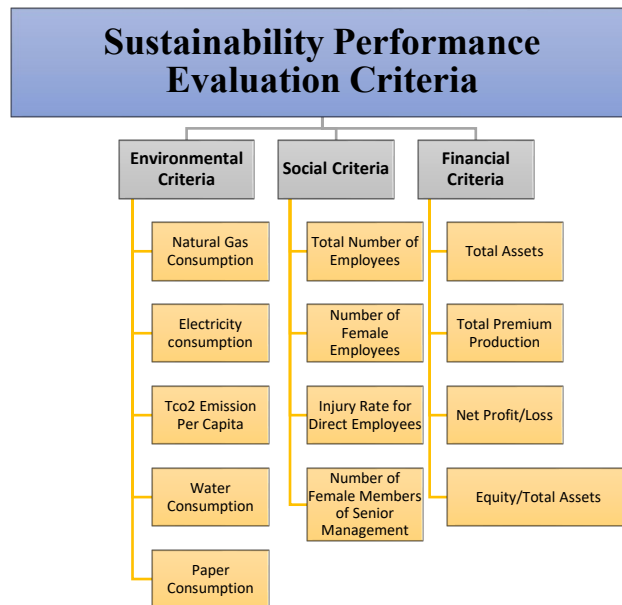 Sustainability Performance
Evaluation Criteria
Environmental
Criteria
Natural Gas
Consumption
Electricity
consumption
Tco2 Emission
Per Capita
Water
Consumption
Paper
Consumption
Social Criteria
Total Number of
Employees
Number of
Female
Employees
Injury Rate for
Direct Employees
Number of
Female Members
of Senior
Management
Financial
Criteria
Total Assets
Total Premium
Production
Net Profit/Loss
Equity/Total Assets